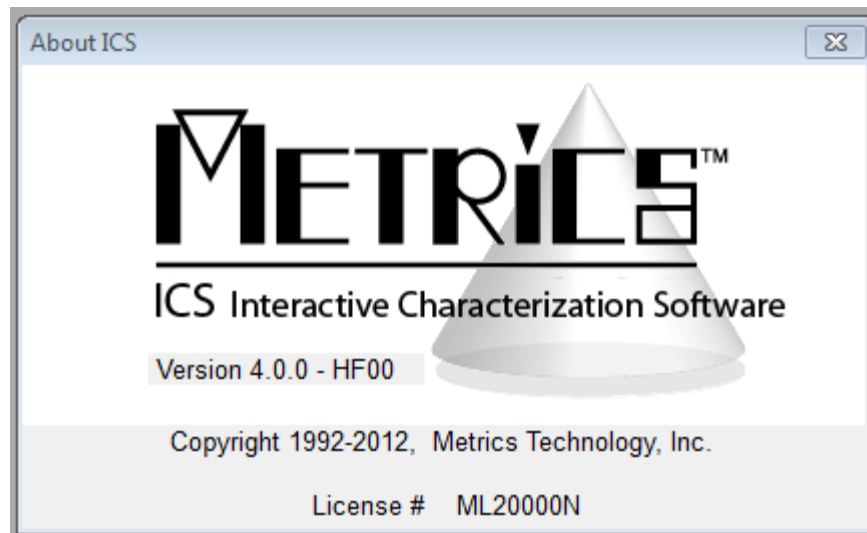 About ICS
METRiCS™
ICS Interactive Characterization Software
Version 4.0.0 - HF00
Copyright 1992-2012, Metrics Technology, Inc.
License # ML20000N